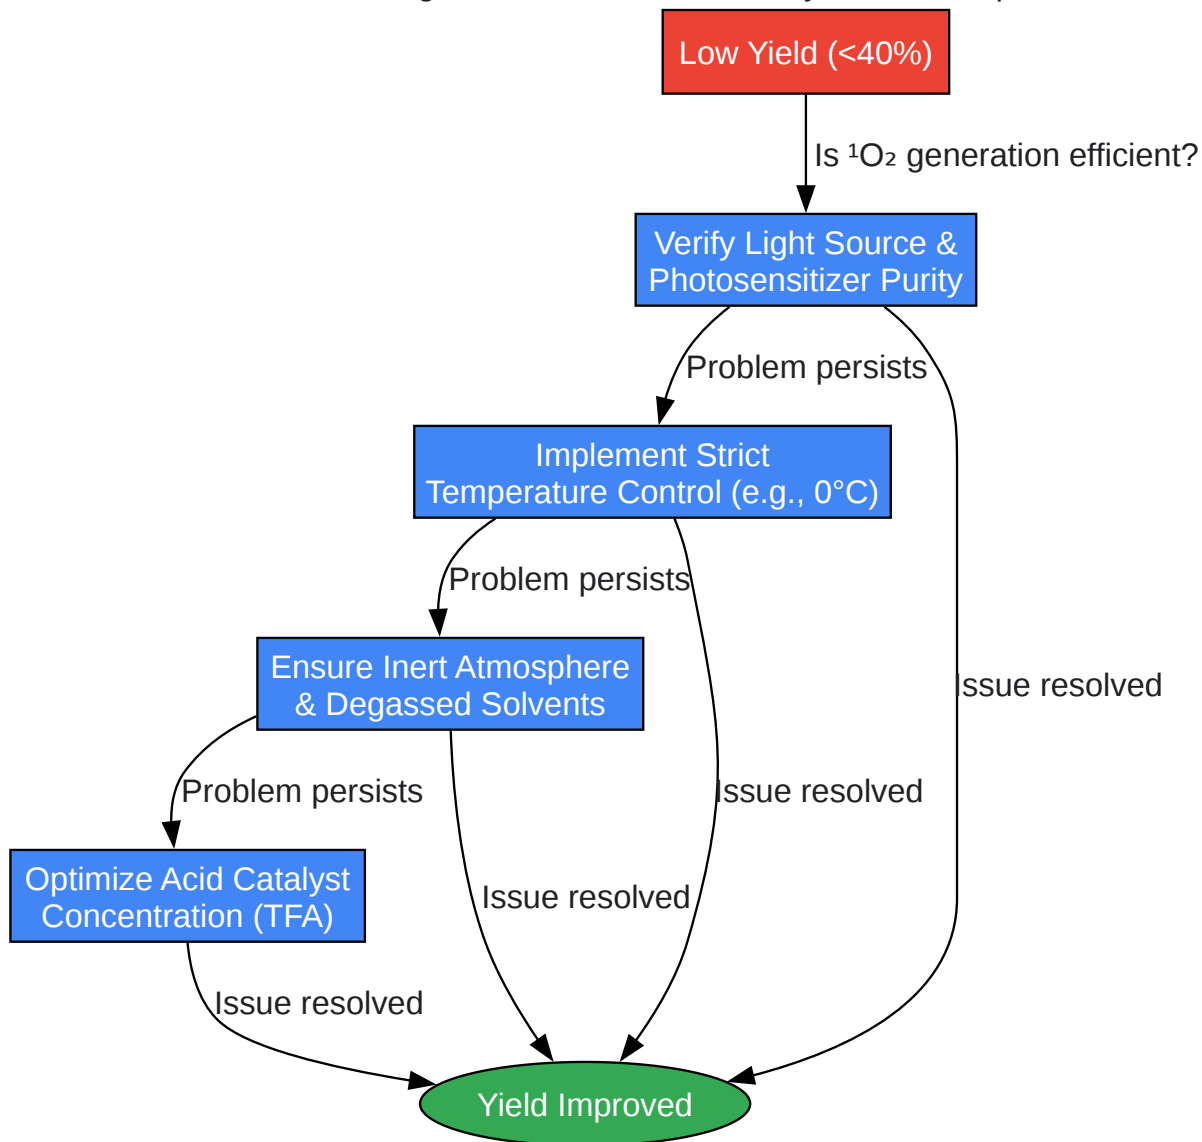 Low Yield (<40%)
Is ¹O₂ generation efficient?
Verify Light Source &
Photosensitizer Purity
Problem persists
Implement Strict
Temperature Control (e.g., 0°C)
Problem persists
Ensure Inert Atmosphere
& Degassed Solvents
Issue resolved
Problem persists
Issue resolved
Optimize Acid Catalyst
Concentration (TFA)
Issue resolved
Issue resolved
Yield Improved